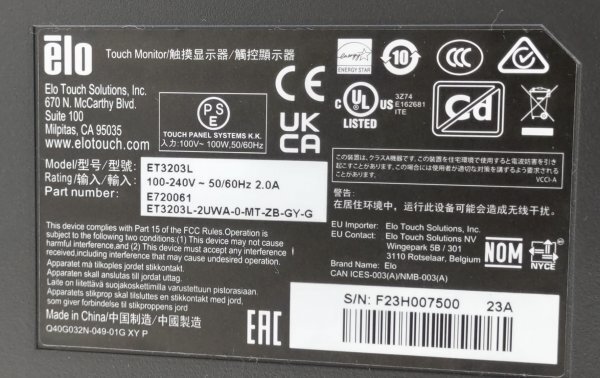 elo
Touch Monitor/触摸显示器/觸控顯示器
Elo Touch Solutions, Inc.
670 N. McCarthy Blvd.
Suite 100
Milpitas, CA 95035
www.elotouch.com
PSE
TOUCH PANEL SYSTEMS K.K.
入力:100V~100W,50/60Hz
CE
UK
CA
energy
ENERGY STAR
10
CCC
c UL us
LISTED
3Z74
E162681
ITE
Cd
Model/型号/型號:
ET3203L
Rating/输入/輸入:
100-240V ~ 50/60Hz 2.0A
Part number:
E720061
ET3203L-2UWA-0-MT-ZB-GY-G
この装置は、クラスA機器です。この装置を住宅環境で使用すると電波妨害を引き
起こすことがあります。この場合には使用者が適切な対策を講ずるよう要求され
ることがあります。
VCCI-A
警告:
在居住环境中，运行此设备可能会造成无线干扰。
This device complies with Part 15 of the FCC Rules.Operation is
subject to the following two conditions:(1) This device may not cause
harmful interference,and (2) This device must accept any interference
received,including interference that may cause undesired operation.
Apparatet må tilkoples jordet stikkontakt.
Apparaten skall anslutas till jordat uttag.
Laite on liitettävä suojakoskettimilla varustettuun pistorasiaan.
Apparatets stikprop skal tilsluttes en stikkontakt med jord,
som giver forbindelse til stikproppens jord
Made in China/中国制造/中國製造
Q40G032N-049-01G XY P
EAC
EU Importer:
EU Contact:
Elo Touch Solutions NV
Wingepark 5B / 301
3110 Rotselaar, Belgium
Brand Name: Elo
CAN ICES-003(A)/NMB-003(A)
NOM
NYCE
S/N: F23H007500
23A